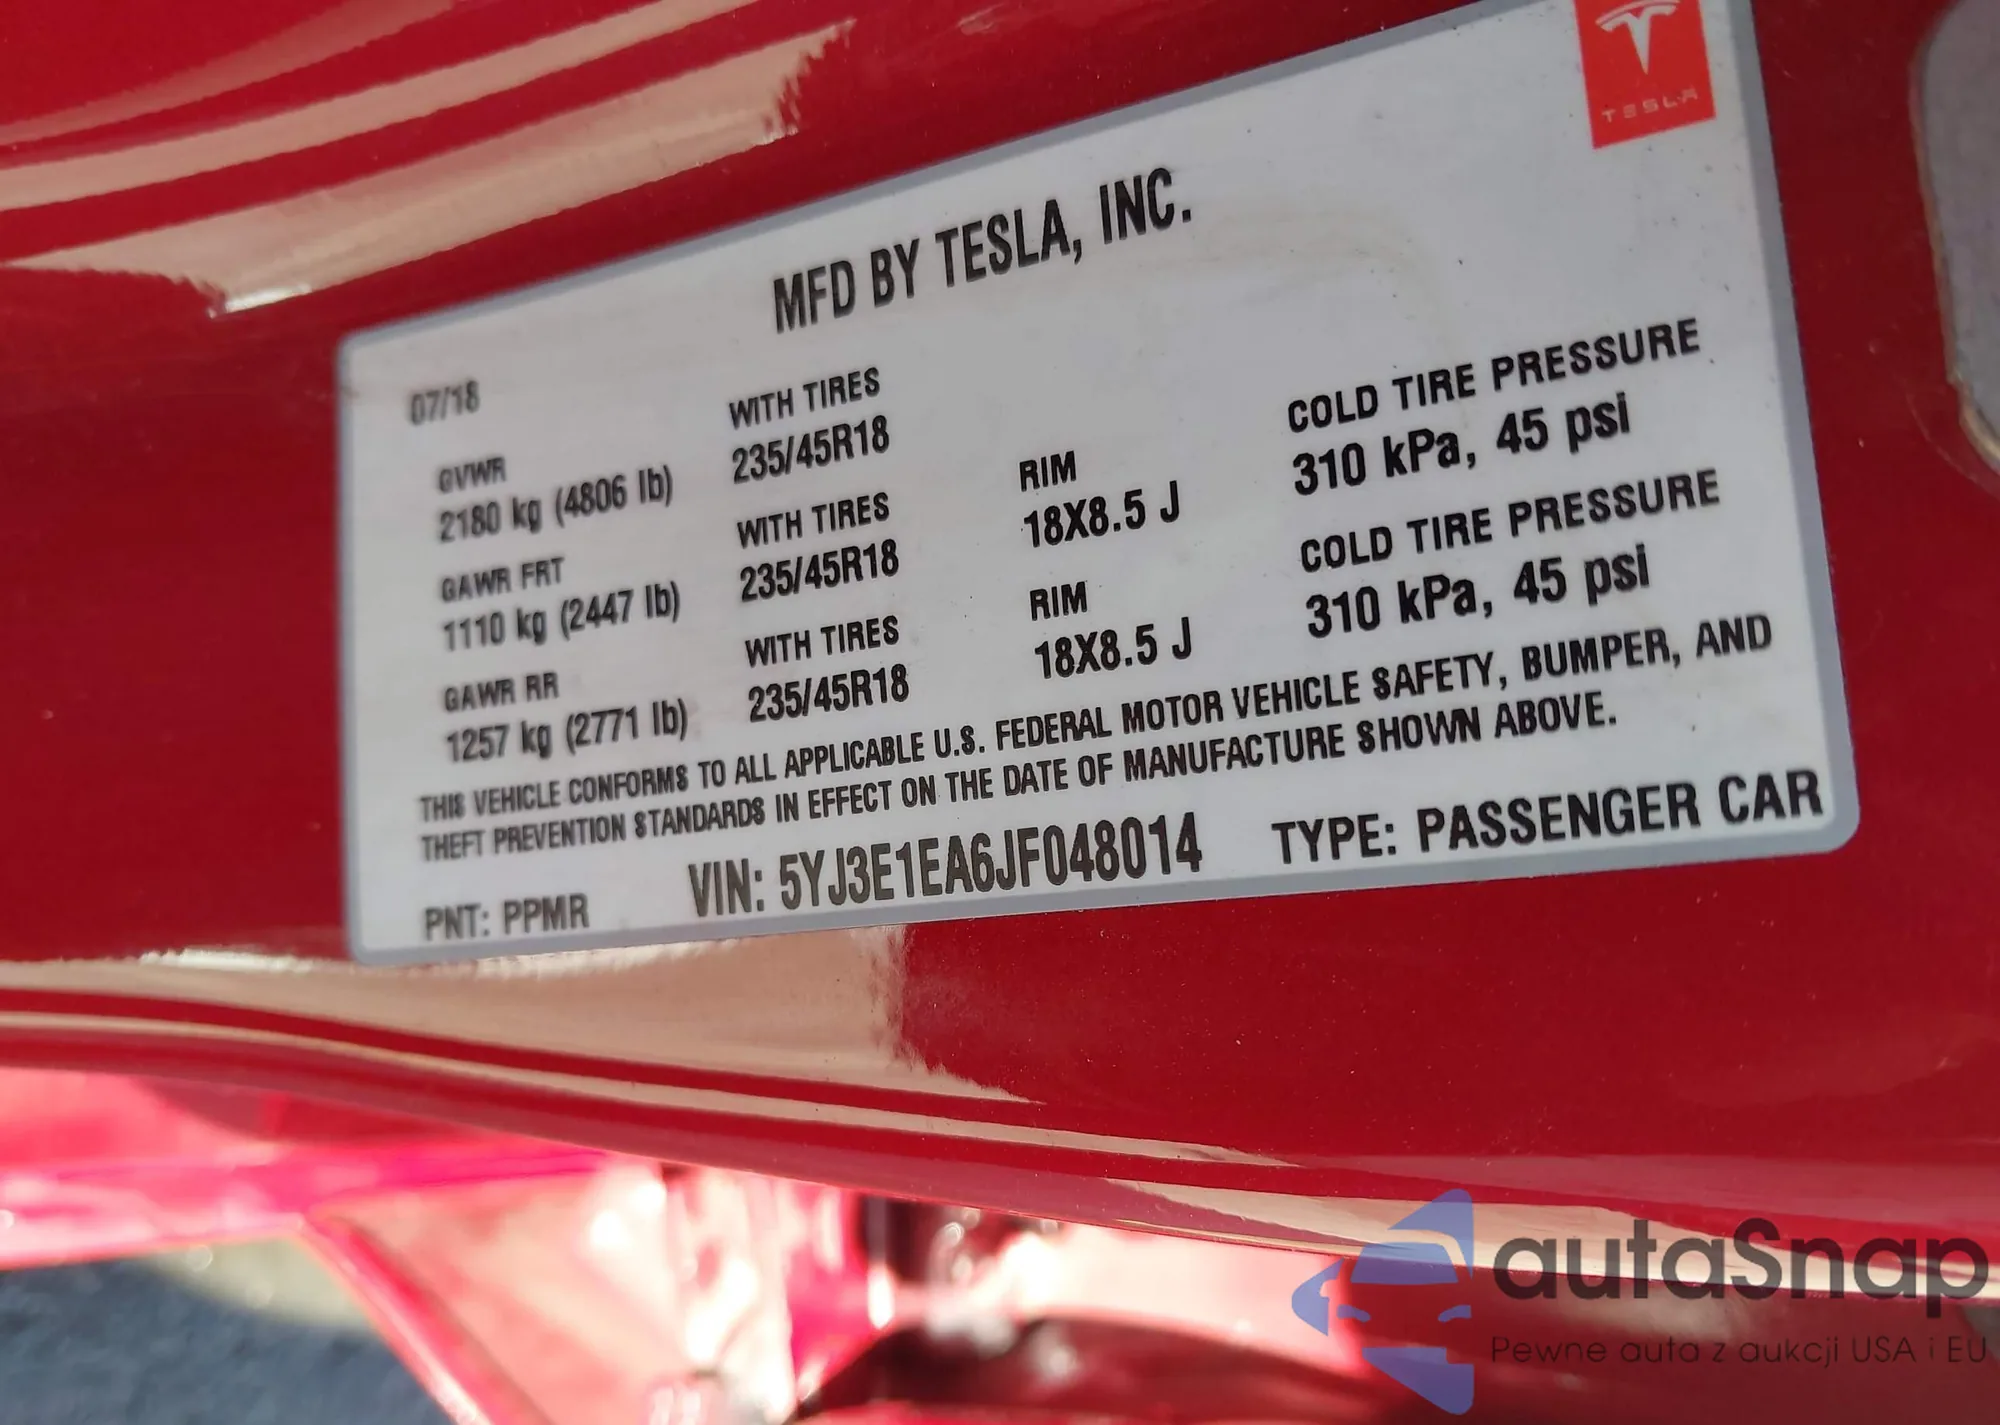 TESLA
MFD BY TESLA, INC.
07/18
GVWR
2180 kg (4806 lb)
WITH TIRES
235/45R18
GAWR FRT
1110 kg (2447 lb)
WITH TIRES
235/45R18
RIM
18X8.5 J
COLD TIRE PRESSURE
310 kPa, 45 psi
GAWR RR
1257 kg (2771 lb)
WITH TIRES
235/45R18
RIM
18X8.5 J
COLD TIRE PRESSURE
310 kPa, 45 psi
THIS VEHICLE CONFORMS TO ALL APPLICABLE U.S. FEDERAL MOTOR VEHICLE SAFETY, BUMPER, AND
THEFT PREVENTION STANDARDS IN EFFECT ON THE DATE OF MANUFACTURE SHOWN ABOVE.
PNT: PPMR VIN: 5YJ3E1EA6JF048014 TYPE: PASSENGER CAR
autaSnap
Pewne auta z aukcji USA i EU